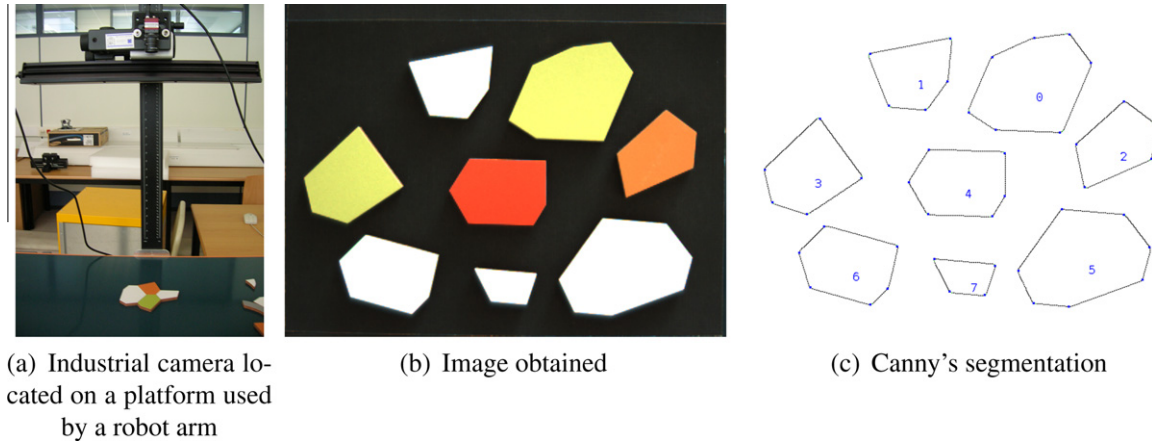 1
0
2
3
4
5
6
7
(a) Industrial camera lo-
cated on a platform used
by a robot arm
(b) Image obtained
(c) Canny's segmentation